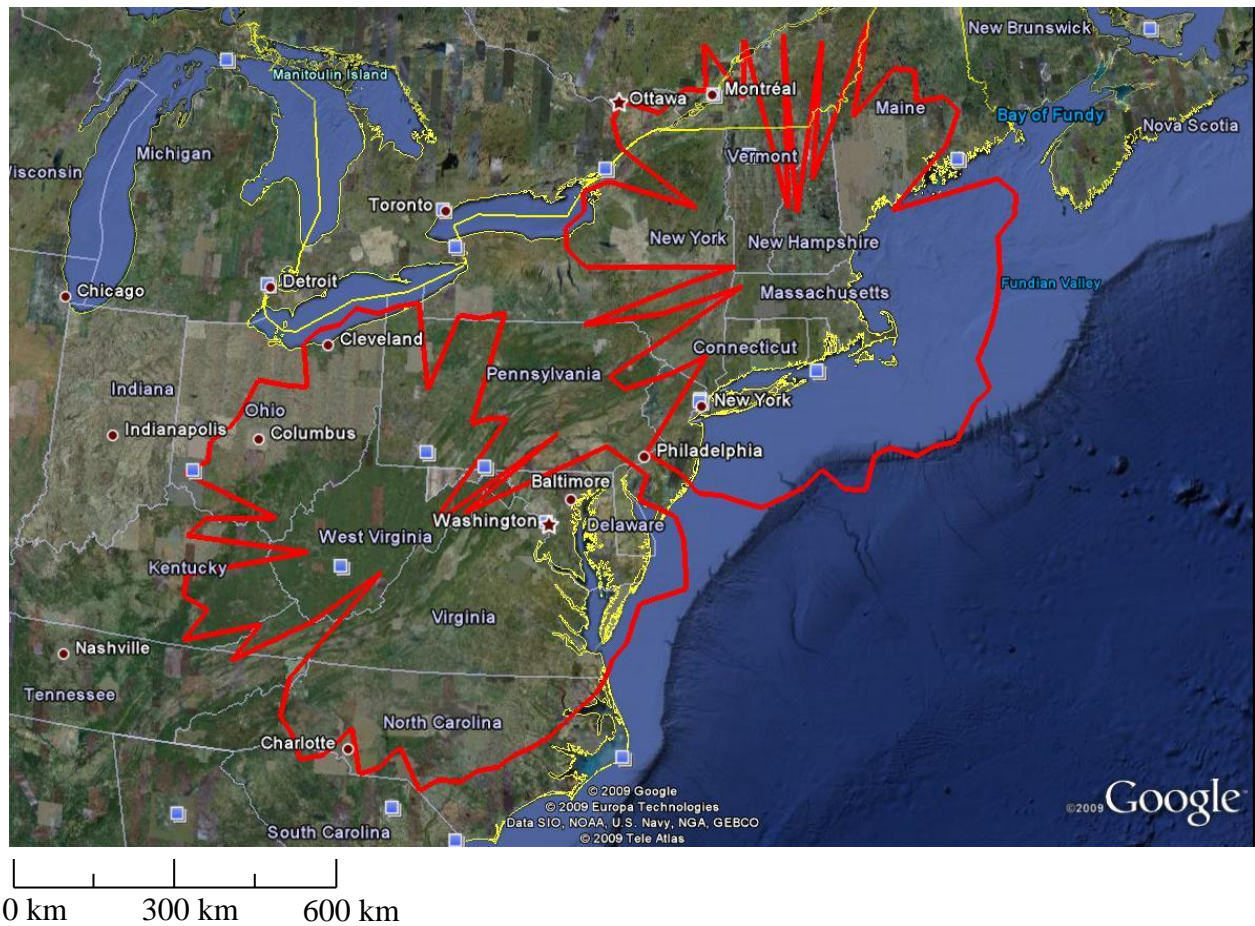 New Brunswick
Manitoulin Island
Ottawa
Montréal
Maine
Bay of Fundy
Nova Scotia
Michigan
Vermont
Wisconsin
Toronto
New York
New Hampshire
Detroit
Chicago
Massachusetts
Fundian Valley
Cleveland
Connecticut
Pennsylvania
Indiana
New York
Ohio
Indianapolis
Columbus
Philadelphia
Baltimore
Washington
Delaware
West Virginia
Kentucky
Virginia
Nashville
Tennessee
North Carolina
Charlotte
South Carolina
© 2009 Google
© 2009 Europa Technologies
Data SIO, NOAA, U.S. Navy, NGA, GEBCO
© 2009 Tele Atlas
©2009 Google
0 km 300 km 600 km